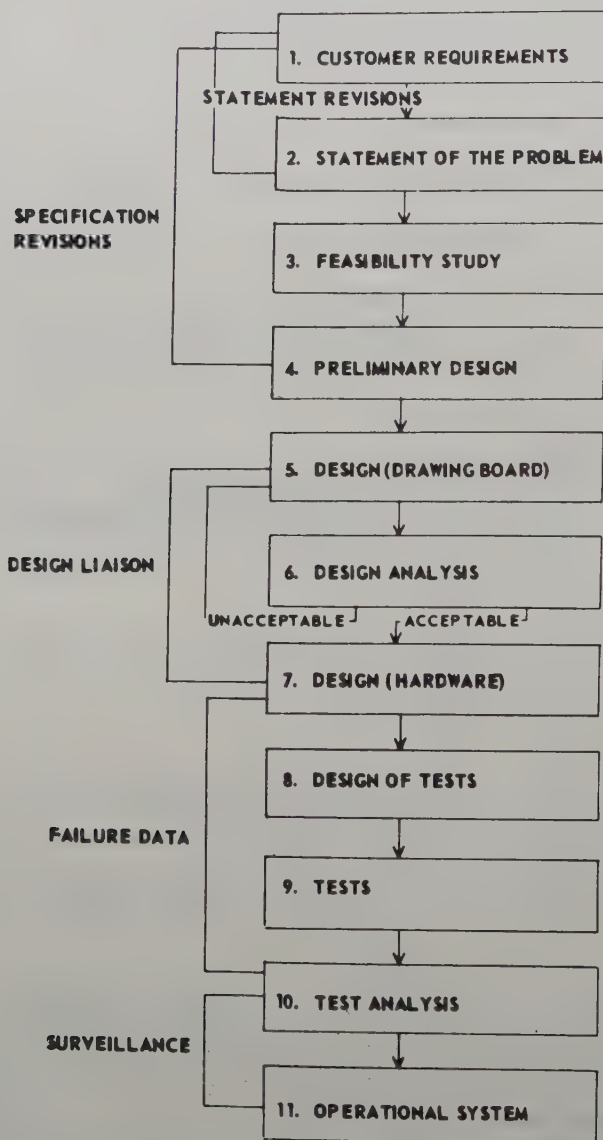 1. CUSTOMER REQUIREMENTS
STATEMENT REVISIONS
2. STATEMENT OF THE PROBLEM
SPECIFICATION
REVISIONS
3. FEASIBILITY STUDY
4. PRELIMINARY DESIGN
5. DESIGN (DRAWING BOARD)
DESIGN LIAISON
6. DESIGN ANALYSIS
UNACCEPTABLE ACCEPTABLE
7. DESIGN (HARDWARE)
8. DESIGN OF TESTS
FAILURE DATA
9. TESTS
10. TEST ANALYSIS
SURVEILLANCE
11. OPERATIONAL SYSTEM